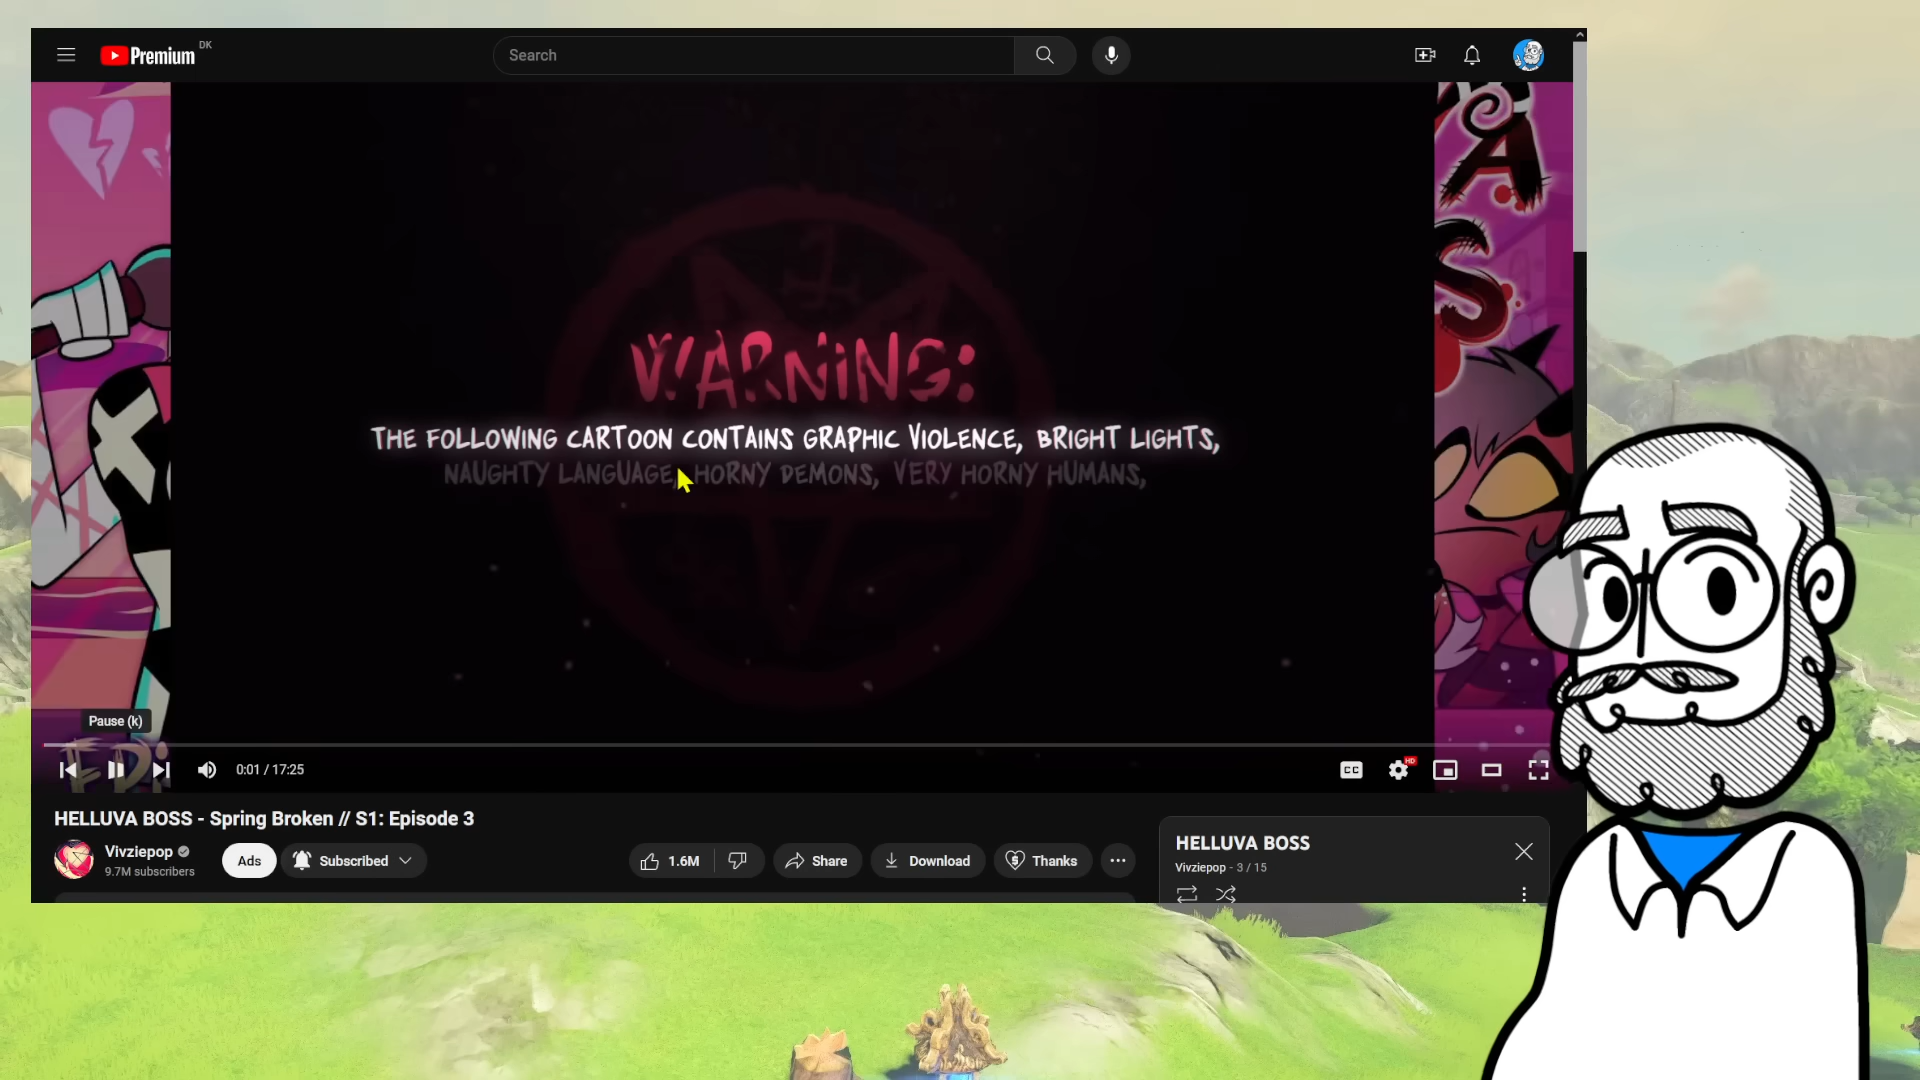 Premium DK
Search
WARNING:
THE FOLLOWING CARTOON CONTAINS GRAPHIC VIOLENCE, BRIGHT LIGHTS,
NAUGHTY LANGUAGE, HORNY DEMONS, VERY HORNY HUMANS,
Pause (k)
0:01 / 17:25
CC
HD
HELLUVA BOSS - Spring Broken // S1: Episode 3
Vivziepop
9.7M subscribers
Ads
Subscribed
1.6M
Share
Download
Thanks
HELLUVA BOSS
Vivziepop - 3 / 15